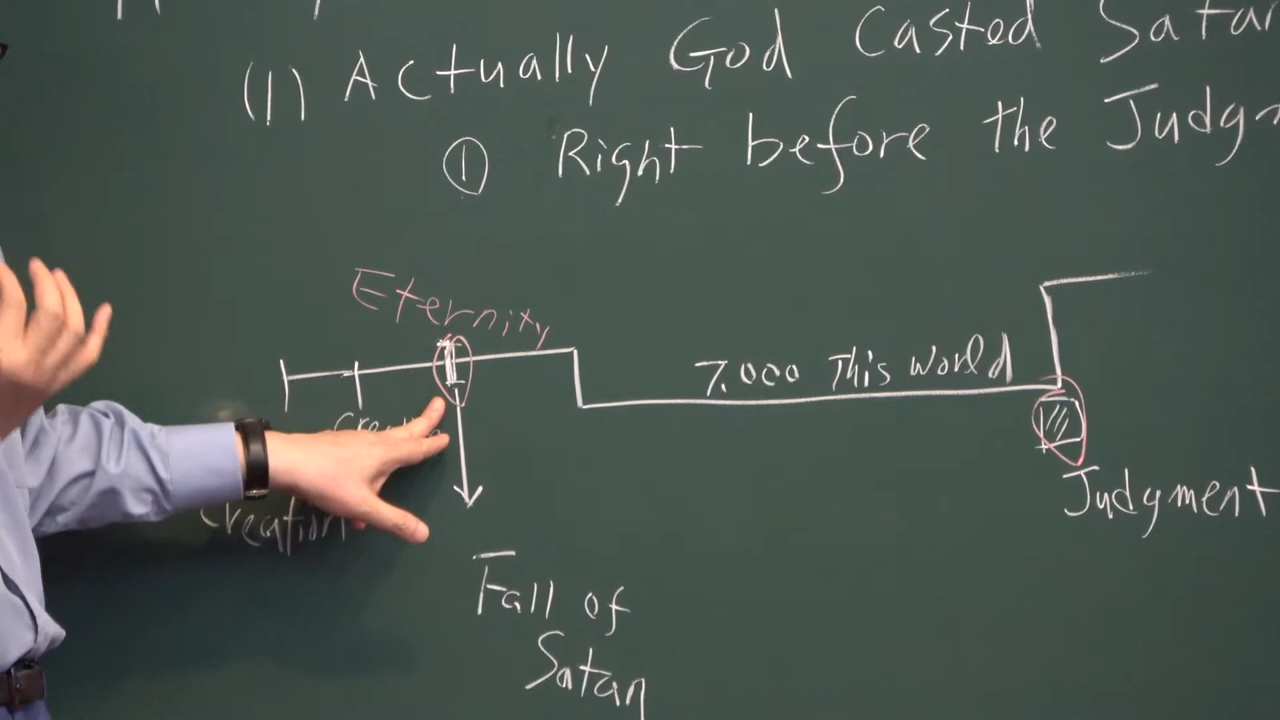 (1) Actually God Casted Satan
① Right before the Judgm
Eternity
7.000 This World
Creation
Judgment
Fall of
Satan